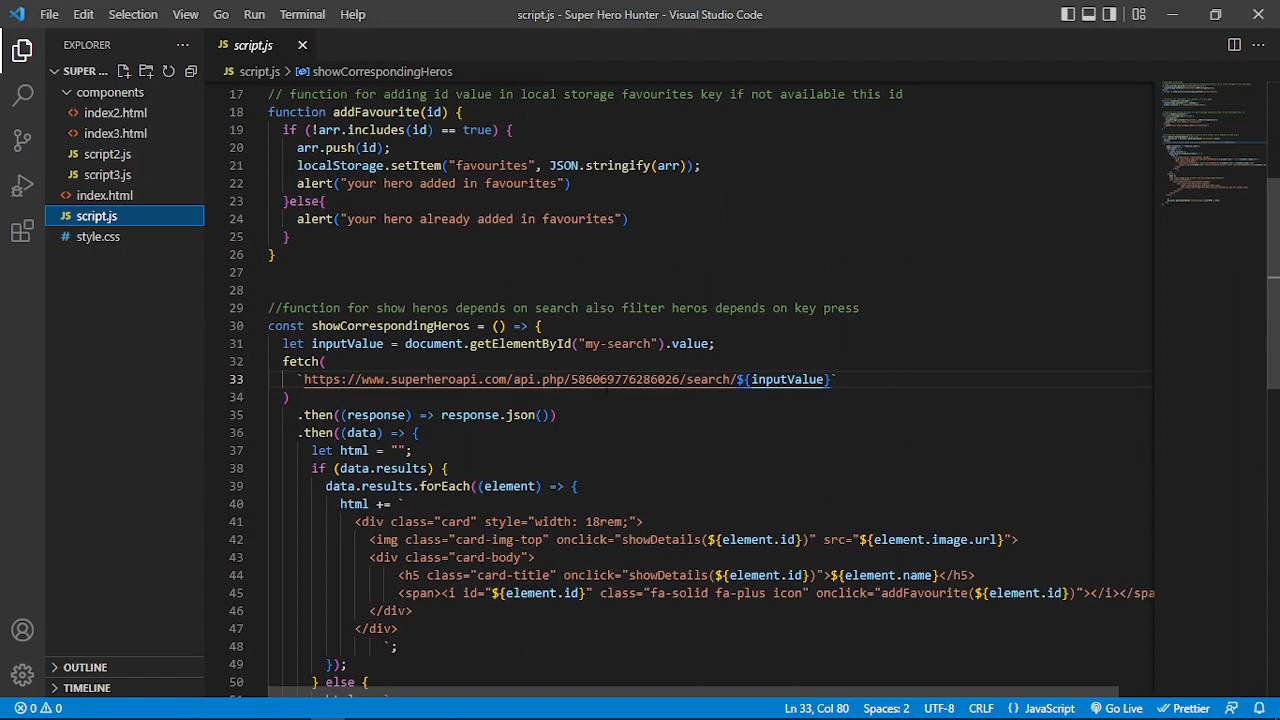 File Edit Selection View Go Run Terminal Help script.js - Super Hero Hunter - Visual Studio Code
EXPLORER
SUPER ...
components
index2.html
index3.html
script2.js
script3.js
index.html
JS script.js
# style.css
OUTLINE
TIMELINE
JS script.js
JS script.js > showCorrespondingHeros
17 // function for adding id value in local storage favourites key if not available this id
18 function addFavourite(id) {
19 if (!arr.includes(id) == true) {
20 arr.push(id);
21 localStorage.setItem("favorites", JSON.stringify(arr));
22 alert("your hero added in favourites")
23 }else{
24 alert("your hero already added in favourites")
25 }
26 }
27
28
29 //function for show heros depends on search also filter heros depends on key press
30 const showCorrespondingHeros = () => {
31 let inputValue = document.getElementById("my-search").value;
32 fetch(
33 `https://www.superheroapi.com/api.php/586069776286026/search/${inputValue}`
34 )
35 .then((response) => response.json())
36 .then((data) => {
37 let html = "";
38 if (data.results) {
39 data.results.forEach((element) => {
40 html += `
41 <div class="card" style="width: 18rem;">
42 <img class="card-img-top" onclick="showDetails(${element.id})" src="${element.image.url}">
43 <div class="card-body">
44 <h5 class="card-title" onclick="showDetails(${element.id})">${element.name}</h5>
45 <span><i id="${element.id}" class="fa-solid fa-plus icon" onclick="addFavourite(${element.id})"></i></spa
46 </div>
47 </div>
48 `;
49 });
50 } else {
0 0 Ln 33, Col 80 Spaces: 2 UTF-8 CRLF {} JavaScript Go Live Prettier